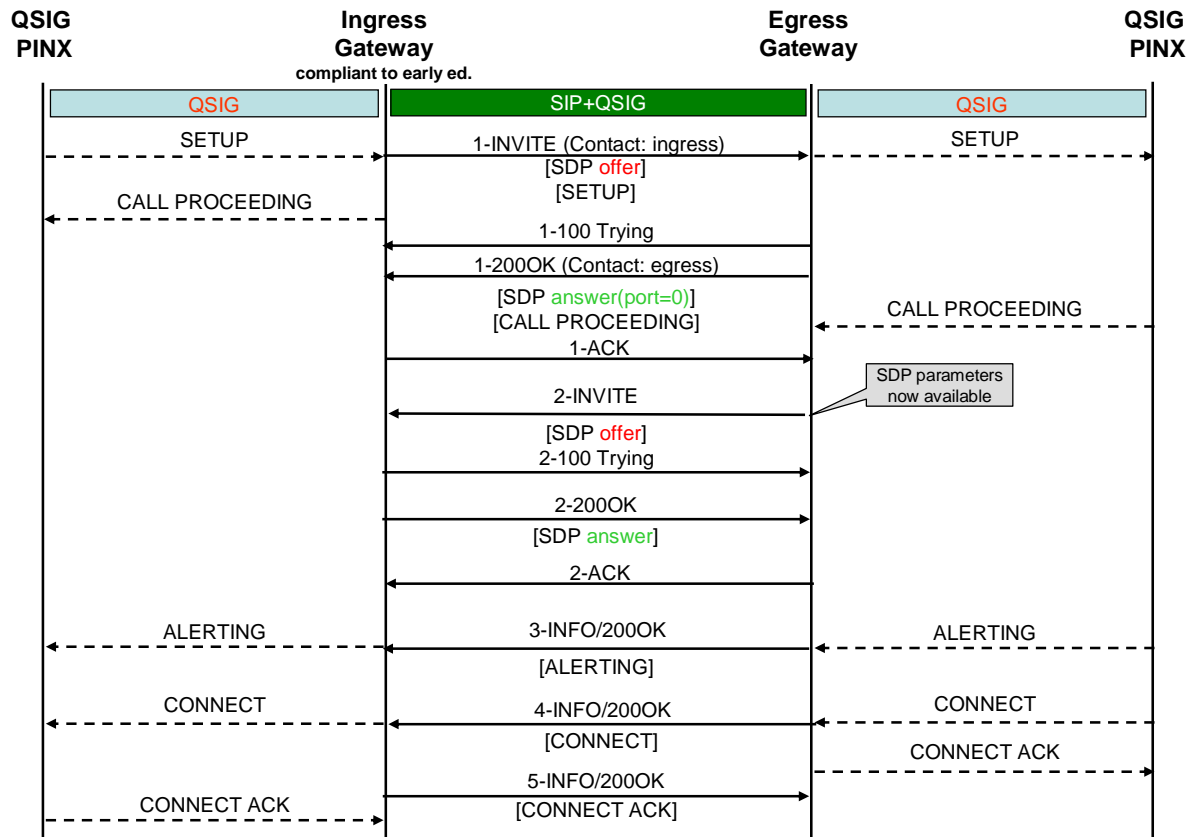 QSIG Ingress Egress QSIG
PINX Gateway Gateway PINX
compliant to early ed.
QSIG SIP+QSIG QSIG
SETUP 1-INVITE (Contact: ingress) SETUP
[SDP offer]
[SETUP]
CALL PROCEEDING
1-100 Trying
1-200OK (Contact: egress)
[SDP answer(port=0)]
CALL PROCEEDING
[CALL PROCEEDING]
1-ACK
SDP parameters
now available
2-INVITE
[SDP offer]
2-100 Trying
2-200OK
[SDP answer]
2-ACK
ALERTING 3-INFO/200OK ALERTING
[ALERTING]
CONNECT 4-INFO/200OK CONNECT
[CONNECT]
CONNECT ACK
5-INFO/200OK
CONNECT ACK [CONNECT ACK]